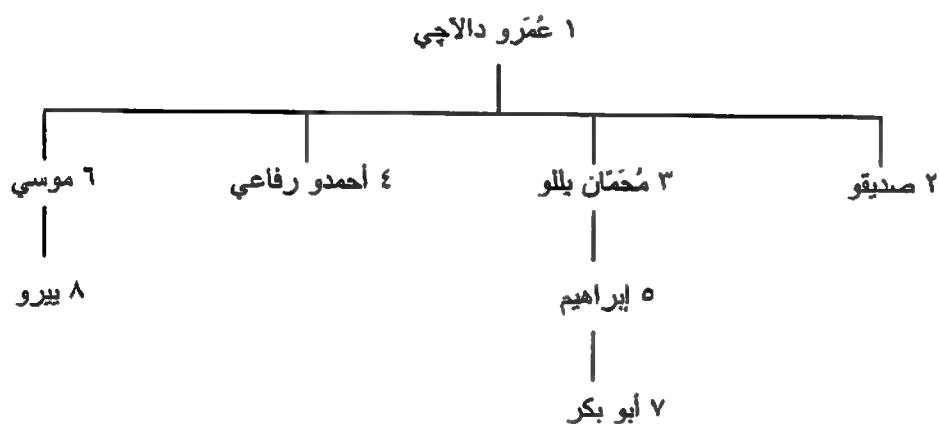 ١ عُمَرو دالاَچي
٢ صديقو
٣ مُحَمّان بللو
٤ أحمدو رفاعي
٦ موسي
٥ إبراهيم
٨ بيرو
٧ أبو بكر